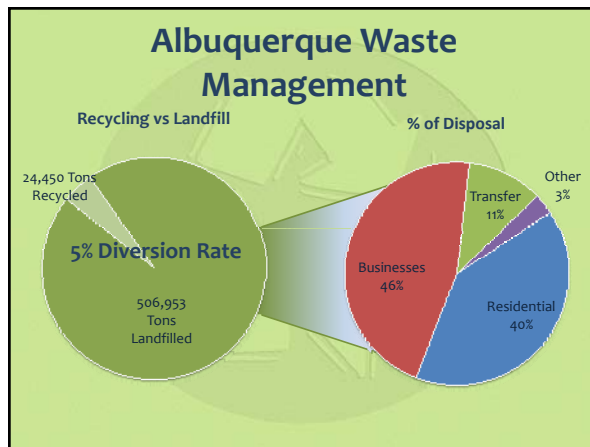 Albuquerque Waste
Management
Recycling vs Landfill
% of Disposal
24,450 Tons
Recycled
5% Diversion Rate
506,953
Tons
Landfilled
Other
3%
Transfer
11%
Businesses
46%
Residential
40%